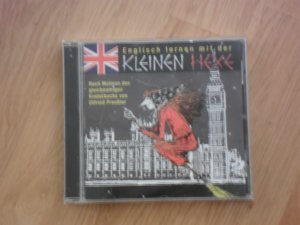 Englisch lernen mit der
KLEINEN HEXE
Nach Motiven des
gleichnamigen
Kinderbuchs von
Otfried Preußler